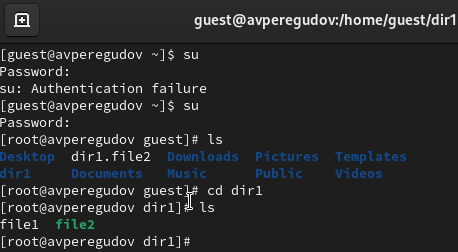 guest@avperegudov:/home/guest/dir1
[guest@avperegudov ~]$ su
Password:
su: Authentication failure
[guest@avperegudov ~]$ su
Password:
[root@avperegudov guest]# ls
Desktop dir1.file2 Downloads Pictures Templates
dir1 Documents Music Public Videos
[root@avperegudov guest]# cd dir1
[root@avperegudov dir1]# ls
file1 file2
[root@avperegudov dir1]#